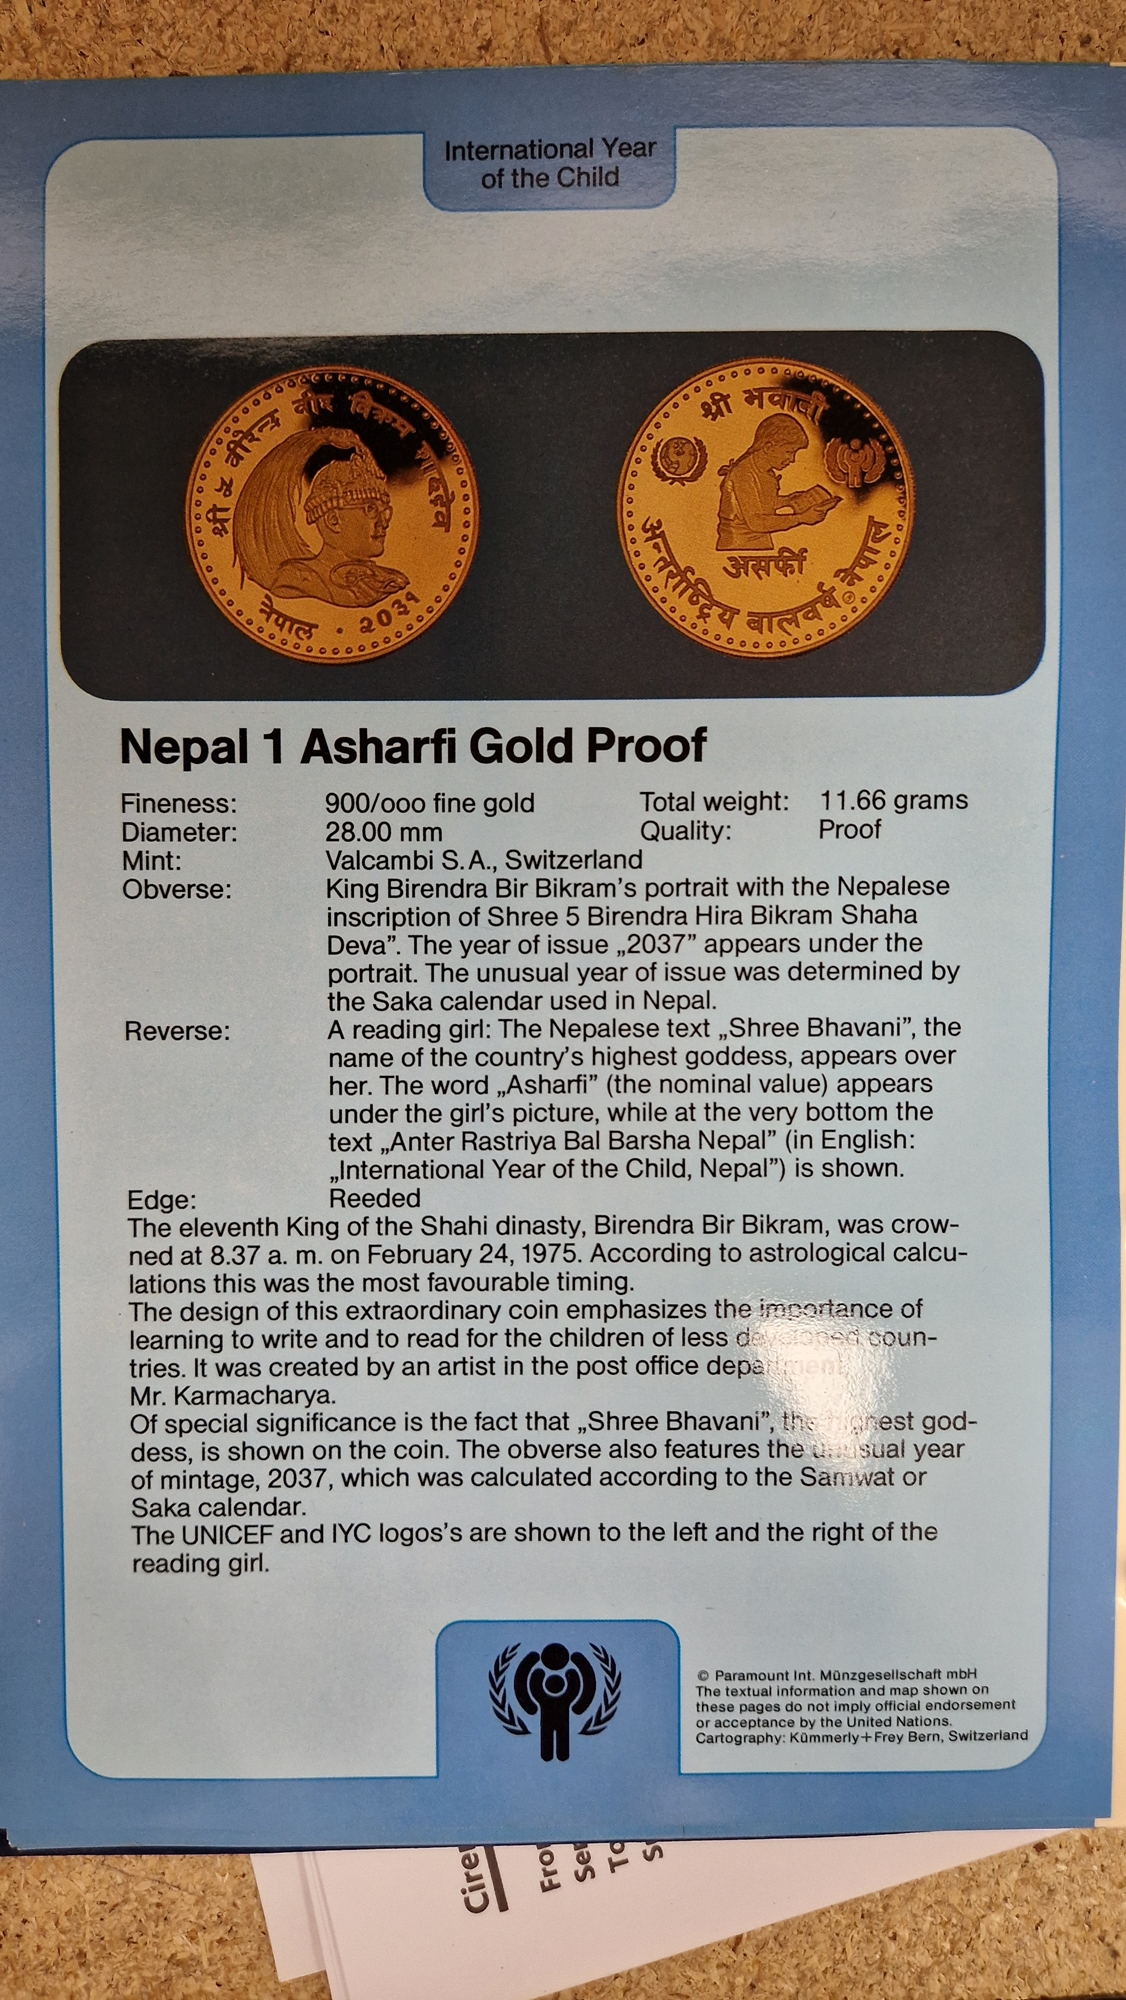 International Year
of the Child
श्री ५ वीरेन्द्र वीर विक्रम शाहदेव
नेपाल · २०३१
श्री भवानी
असर्फी
अन्तर्राष्ट्रिय बालवर्ष नेपाल
Nepal 1 Asharfi Gold Proof
Fineness: 900/ooo fine gold Total weight: 11.66 grams
Diameter: 28.00 mm Quality: Proof
Mint: Valcambi S.A., Switzerland
Obverse: King Birendra Bir Bikram's portrait with the Nepalese
inscription of Shree 5 Birendra Hira Bikram Shaha
Deva”. The year of issue „2037” appears under the
portrait. The unusual year of issue was determined by
the Saka calendar used in Nepal.
Reverse: A reading girl: The Nepalese text „Shree Bhavani”, the
name of the country's highest goddess, appears over
her. The word „Asharfi” (the nominal value) appears
under the girl's picture, while at the very bottom the
text „Anter Rastriya Bal Barsha Nepal” (in English:
„International Year of the Child, Nepal”) is shown.
Edge: Reeded
The eleventh King of the Shahi dinasty, Birendra Bir Bikram, was crow-
ned at 8.37 a. m. on February 24, 1975. According to astrological calcu-
lations this was the most favourable timing.
The design of this extraordinary coin emphasizes the importance of
learning to write and to read for the children of less developed coun-
tries. It was created by an artist in the post office department,
Mr. Karmacharya.
Of special significance is the fact that „Shree Bhavani”, the highest god-
dess, is shown on the coin. The obverse also features the unusual year
of mintage, 2037, which was calculated according to the Samwat or
Saka calendar.
The UNICEF and IYC logos's are shown to the left and the right of the
reading girl.
© Paramount Int. Münzgesellschaft mbH
The textual information and map shown on
these pages do not imply official endorsement
or acceptance by the United Nations.
Cartography: Kümmerly+Frey Bern, Switzerland